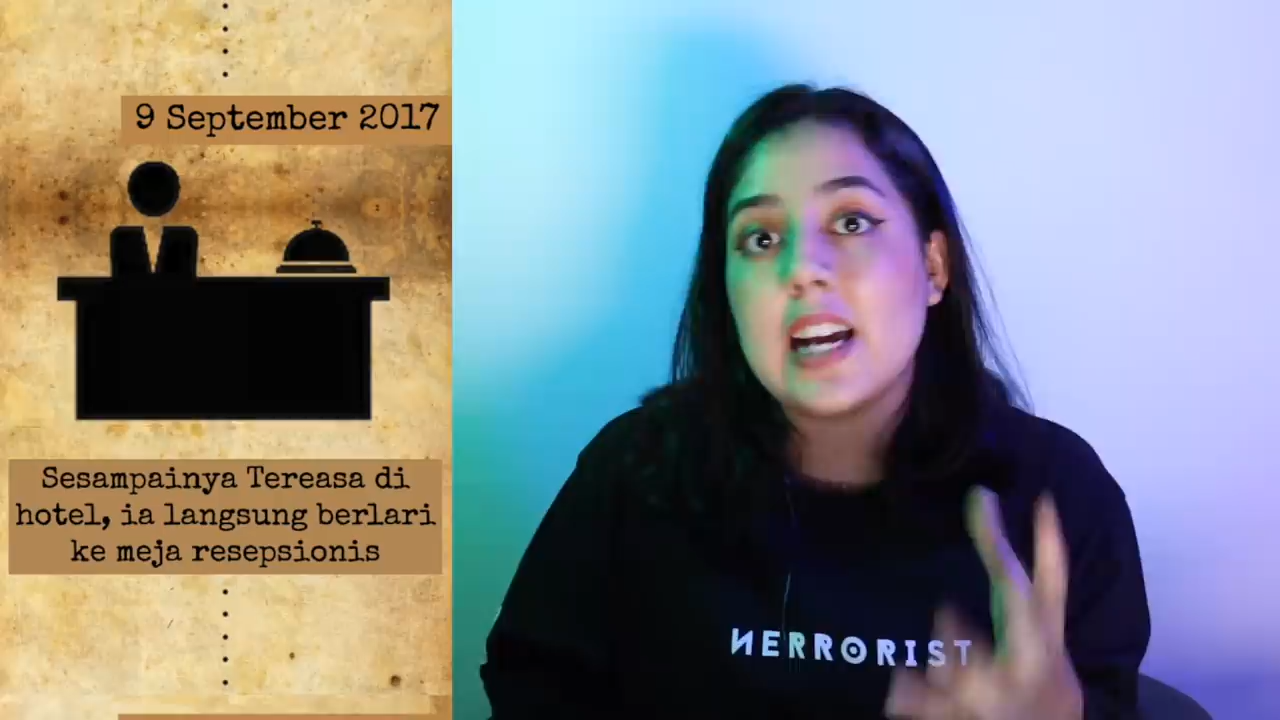 9 September 2017
Sesampainya Tereasa di
hotel, ia langsung berlari
ke meja resepsionis
NERRORIST